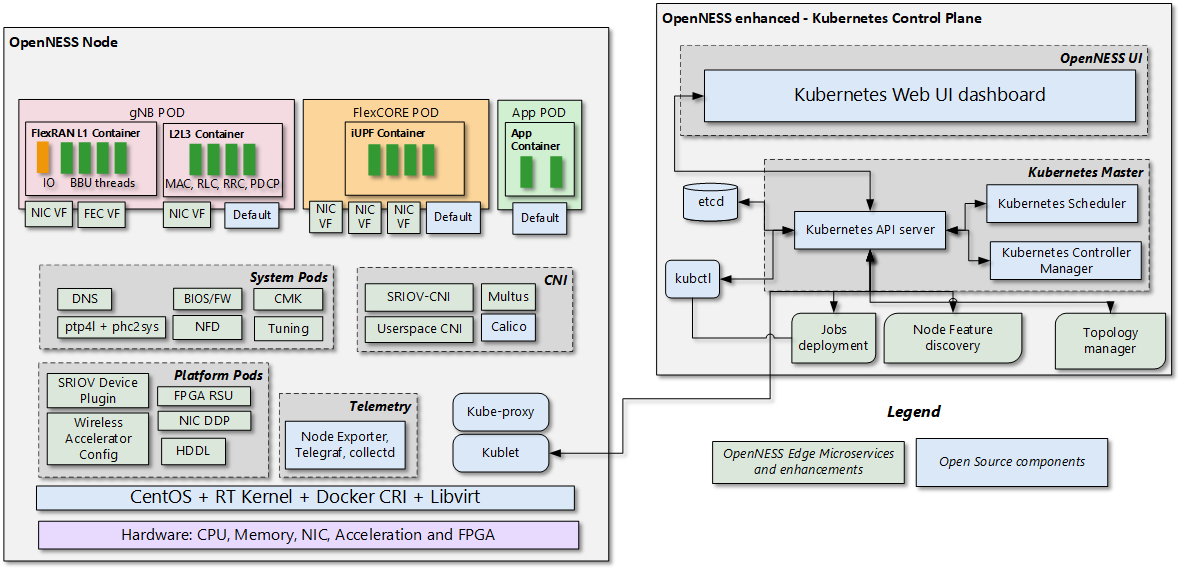 OpenNESS Node
gNB POD
FlexRAN L1 Container
IO
BBU threads
L2L3 Container
MAC, RLC, RRC, PDCP
NIC VF
FEC VF
NIC VF
Default
FlexCORE POD
iUPF Container
NIC
VF
NIC
VF
NIC
VF
Default
App POD
App
Container
Default
System Pods
DNS
BIOS/FW
CMK
ptp4l + phc2sys
NFD
Tuning
CNI
SRIOV-CNI
Multus
Userspace CNI
Calico
Platform Pods
SRIOV Device
Plugin
FPGA RSU
Wireless
Accelerator
Config
NIC DDP
HDDL
Telemetry
Node Exporter,
Telegraf, collectd
Kube-proxy
Kublet
CentOS + RT Kernel + Docker CRI + Libvirt
Hardware: CPU, Memory, NIC, Acceleration and FPGA
OpenNESS enhanced - Kubernetes Control Plane
OpenNESS UI
Kubernetes Web UI dashboard
Kubernetes Master
etcd
Kubernetes API server
Kubernetes Scheduler
Kubernetes Controller
Manager
kubctl
Jobs
deployment
Node Feature
discovery
Topology
manager
Legend
OpenNESS Edge Microservices
and enhancements
Open Source components